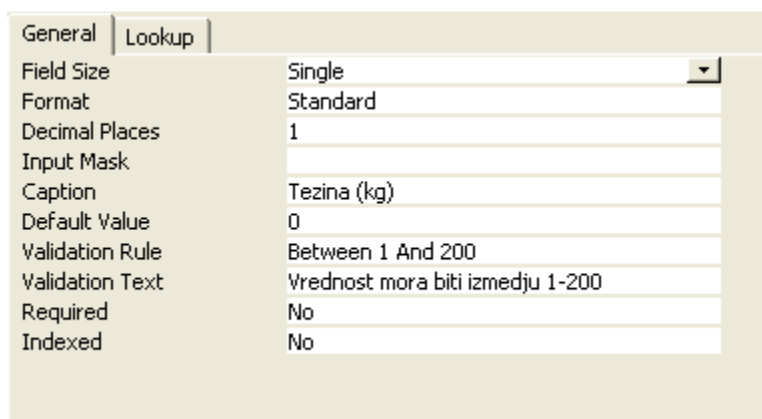 General Lookup
Field Size Single
Format Standard
Decimal Places 1
Input Mask
Caption Tezina (kg)
Default Value 0
Validation Rule Between 1 And 200
Validation Text Vrednost mora biti izmedju 1-200
Required No
Indexed No